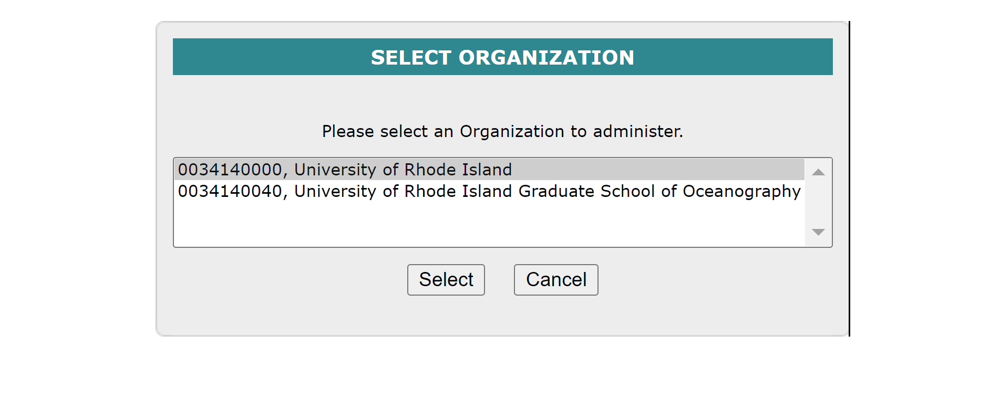 SELECT ORGANIZATION
Please select an Organization to administer.
0034140000, University of Rhode Island
0034140040, University of Rhode Island Graduate School of Oceanography
Select Cancel